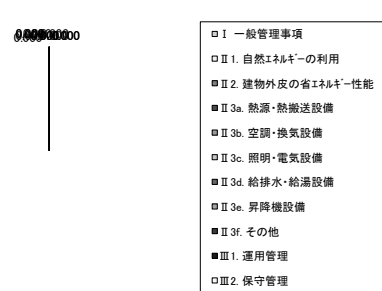 Ⅰ 一般管理事項
Ⅱ1. 自然ｴﾈﾙｷﾞｰの利用
Ⅱ2. 建物外皮の省ｴﾈﾙｷﾞｰ性能
Ⅱ3a. 熱源・熱搬送設備
Ⅱ3b. 空調・換気設備
Ⅱ3c. 照明・電気設備
Ⅱ3d. 給排水・給湯設備
Ⅱ3e. 昇降機設備
Ⅱ3f. その他
Ⅲ1. 運用管理
Ⅲ2. 保守管理